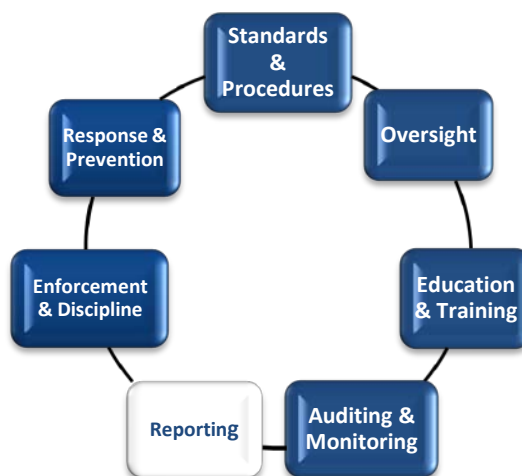 Standards
&
Procedures
Oversight
Education
& Training
Auditing &
Monitoring
Reporting
Enforcement
& Discipline
Response &
Prevention